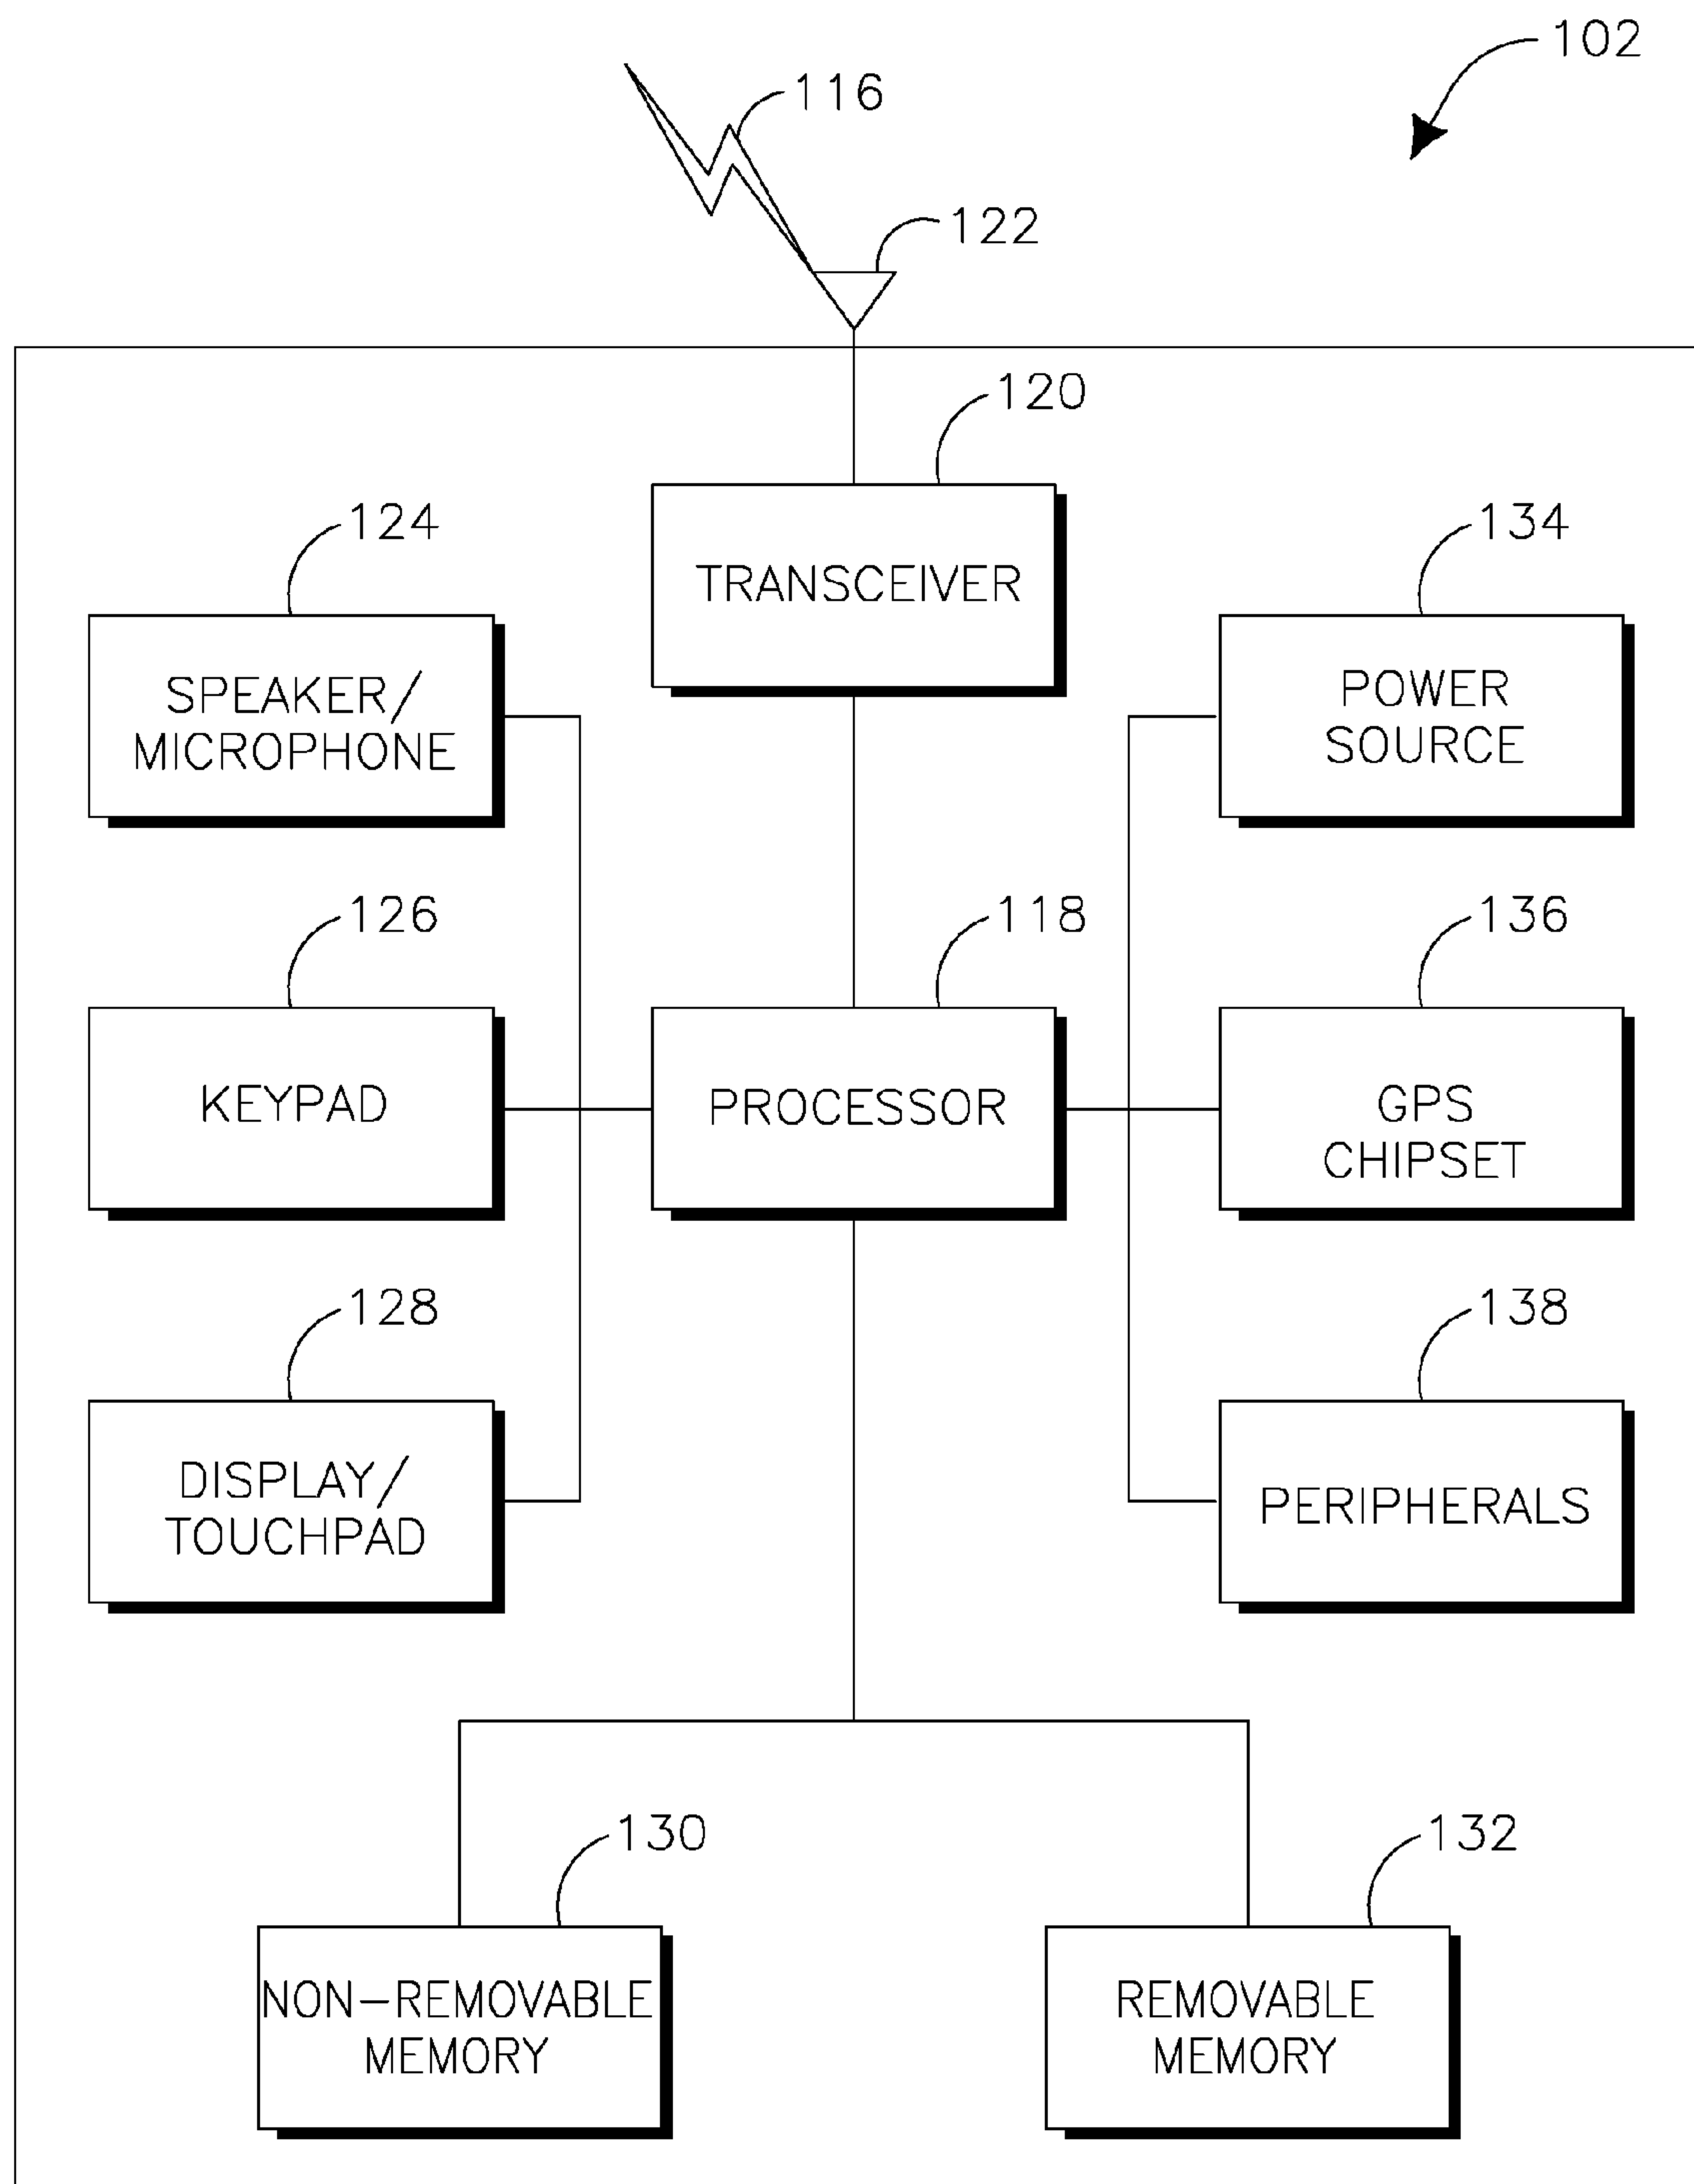 102
116
122
120
TRANSCEIVER
124
SPEAKER/
MICROPHONE
134
POWER
SOURCE
126
KEYPAD
118
PROCESSOR
136
GPS
CHIPSET
128
DISPLAY/
TOUCHPAD
138
PERIPHERALS
130
NON-REMOVABLE
MEMORY
132
REMOVABLE
MEMORY